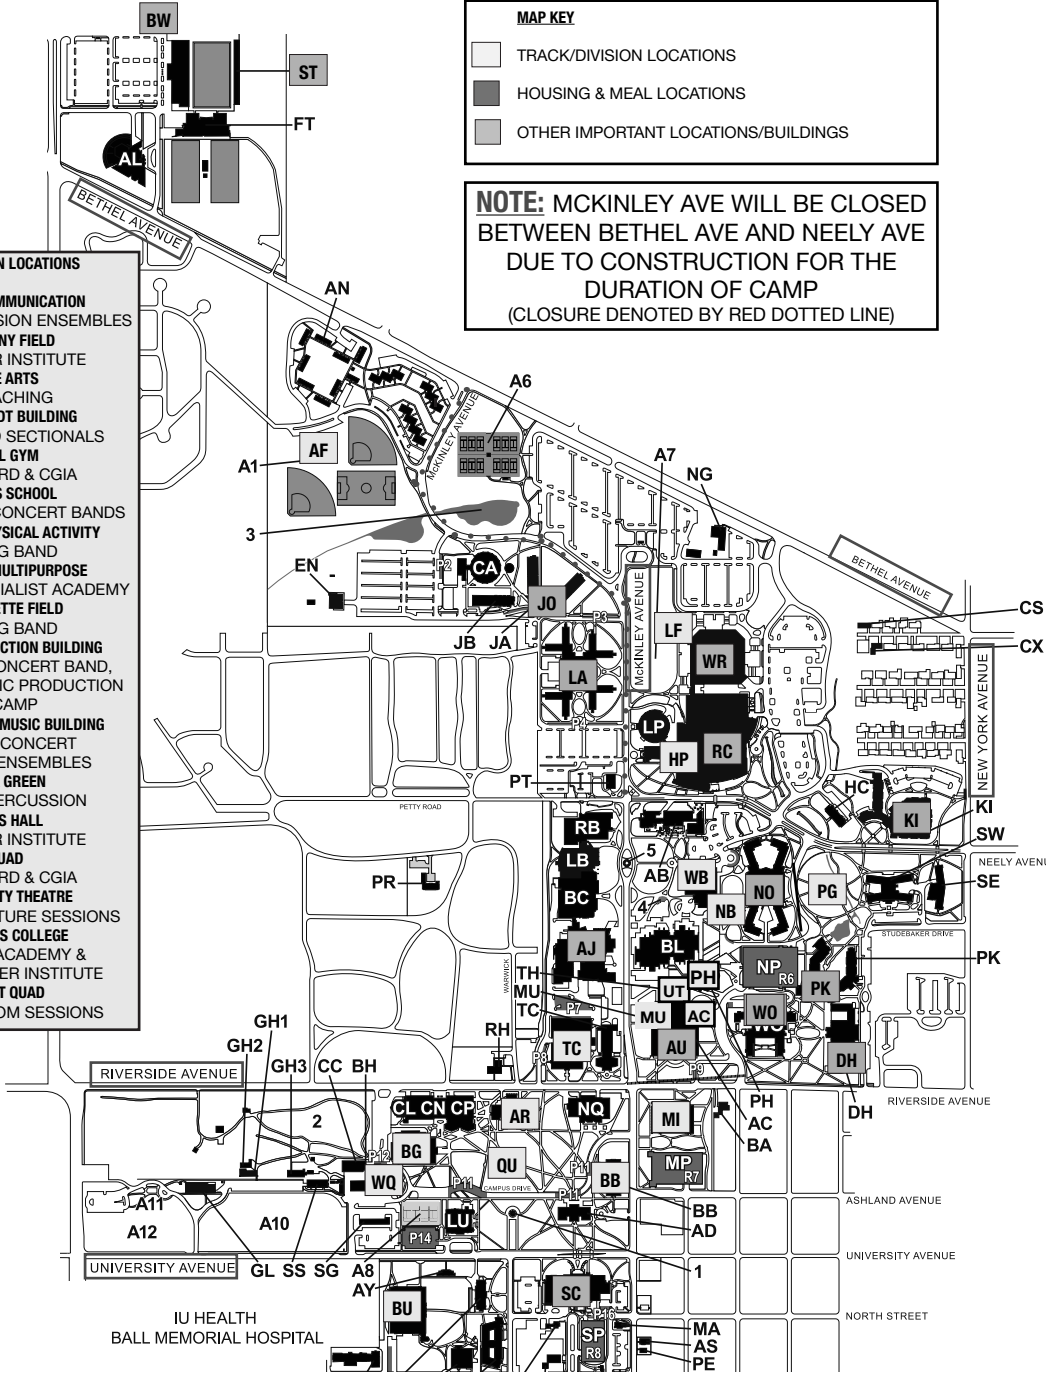 BW
ST
FT
AL
BETHEL AVENUE
MAP KEY
TRACK/DIVISION LOCATIONS
HOUSING & MEAL LOCATIONS
OTHER IMPORTANT LOCATIONS/BUILDINGS
NOTE: MCKINLEY AVE WILL BE CLOSED
BETWEEN BETHEL AVE AND NEELY AVE
DUE TO CONSTRUCTION FOR THE
DURATION OF CAMP
(CLOSURE DENOTED BY RED DOTTED LINE)
N LOCATIONS
MMUNICATION
SION ENSEMBLES
NY FIELD
R INSTITUTE
E ARTS
ACHING
OT BUILDING
O SECTIONALS
L GYM
RD & CGIA
S SCHOOL
CONCERT BANDS
YSICAL ACTIVITY
G BAND
MULTIPURPOSE
CIALIST ACADEMY
ETTE FIELD
G BAND
CTION BUILDING
ONCERT BAND,
IC PRODUCTION
CAMP
MUSIC BUILDING
CONCERT
ENSEMBLES
GREEN
ERCUSSION
S HALL
R INSTITUTE
UAD
RD & CGIA
TY THEATRE
TURE SESSIONS
S COLLEGE
ACADEMY &
ER INSTITUTE
T QUAD
OM SESSIONS
AN
A6
McKINLEY AVENUE
AF
A1
A7
NG
3
P2
CA
EN
JO
JB
JA
P3
BETHEL AVENUE
CS
CX
McKINLEY AVENUE
LF
WR
LA
NEW YORK AVENUE
P4
LP
HP
RC
PT
HC
KI
KI
PETTY ROAD
RB
SW
5
AB
LB
NEELY AVENUE
PR
WB
NO
PG
SE
BC
4
NB
STUDEBAKER DRIVE
AJ
BL
WARWICK
PH
NP
R6
PK
PK
TH
UT
MU
P7
MU
AC
WO
TC
AU
GH1
RH
TC
P8
DH
GH2
P9
RIVERSIDE AVENUE
GH3
CC
BH
RIVERSIDE AVENUE
PH
DH
AC
BA
2
CL
CN
CP
AR
NQ
MI
BG
P12
QU
MP
R7
WQ
P11
CAMPUS DRIVE
P11
BB
A11
P11
BB
ASHLAND AVENUE
A12
A10
LU
AD
P14
UNIVERSITY AVENUE
UNIVERSITY AVENUE
GL
SS
SG
A8
1
AY
IU HEALTH
BALL MEMORIAL HOSPITAL
BU
SC
NORTH STREET
P16
SP
R8
MA
AS
PE